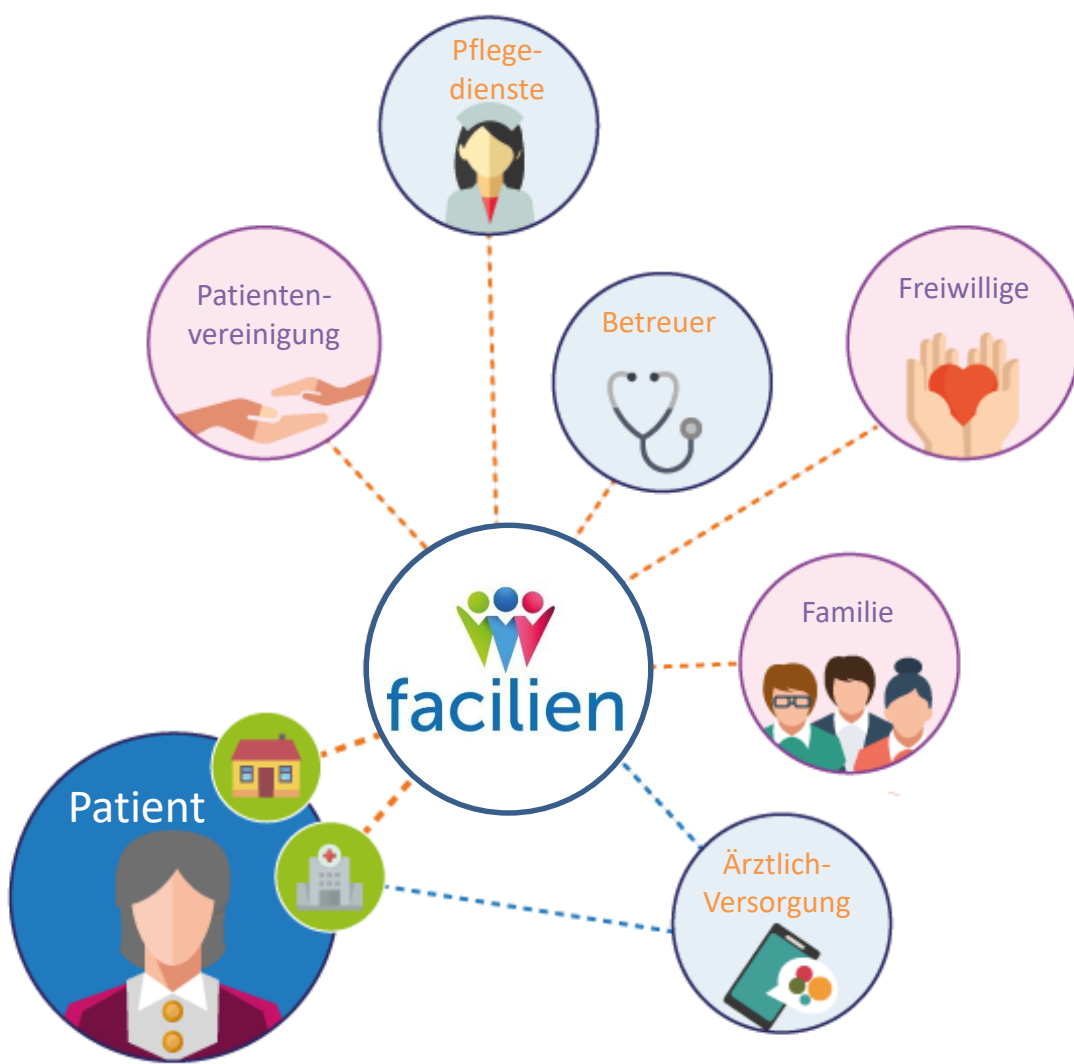 Pflege-
dienste
Patienten-
vereinigung
Freiwillige
Betreuer
Familie
facilien
Patient
Ärztlich-
Versorgung